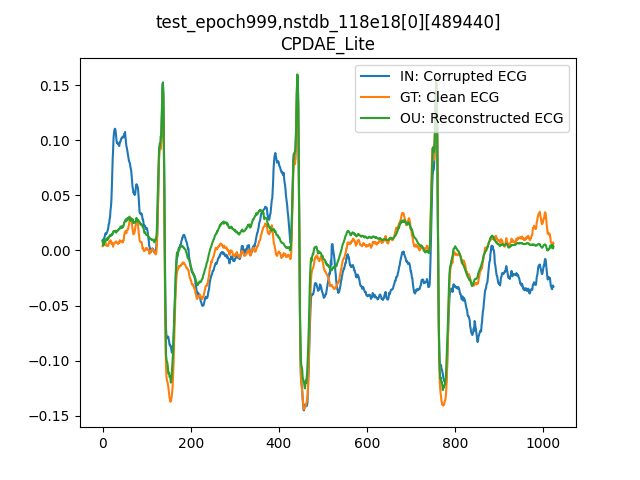 test_epoch999,nstdb_118e18[0][489440]
CPDAE_Lite
IN: Corrupted ECG
GT: Clean ECG
OU: Reconstructed ECG
0.15
0.10
0.05
0.00
−0.05
−0.10
−0.15
0 200 400 600 800 1000